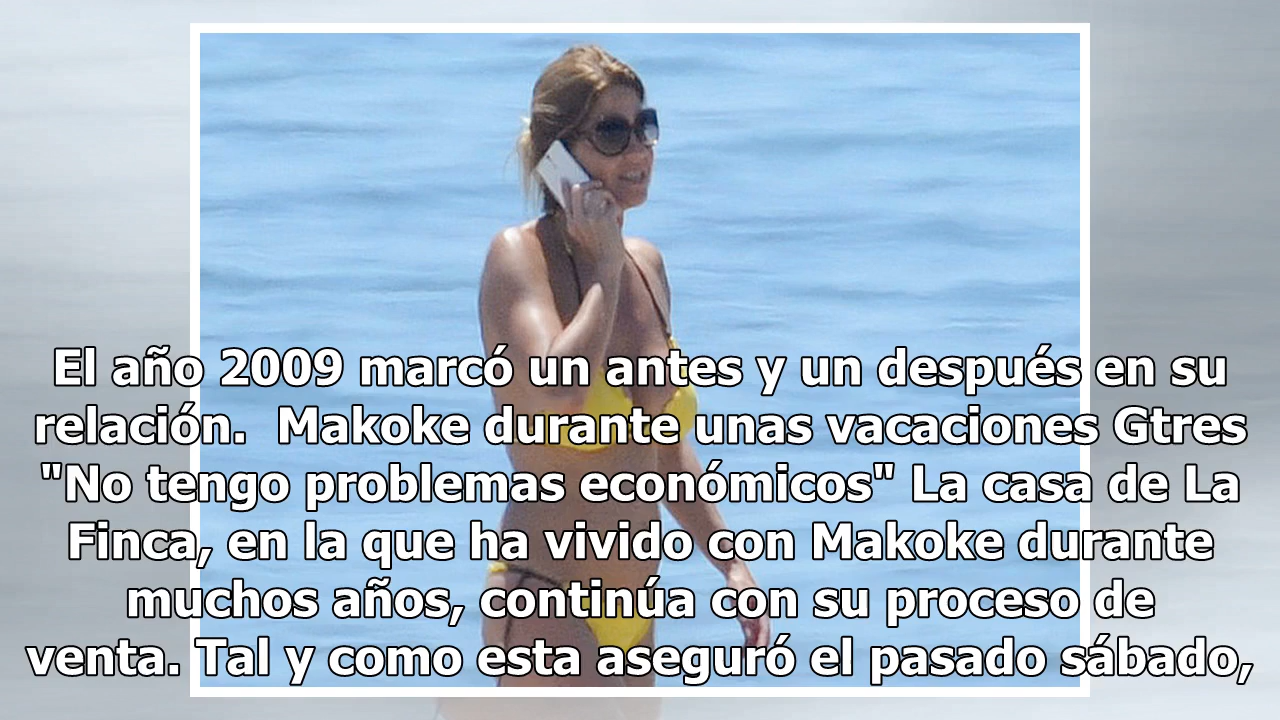 El año 2009 marcó un antes y un después en su
relación.  Makoke durante unas vacaciones Gtres
"No tengo problemas económicos" La casa de La
Finca, en la que ha vivido con Makoke durante
muchos años, continúa con su proceso de
venta. Tal y como esta aseguró el pasado sábado,